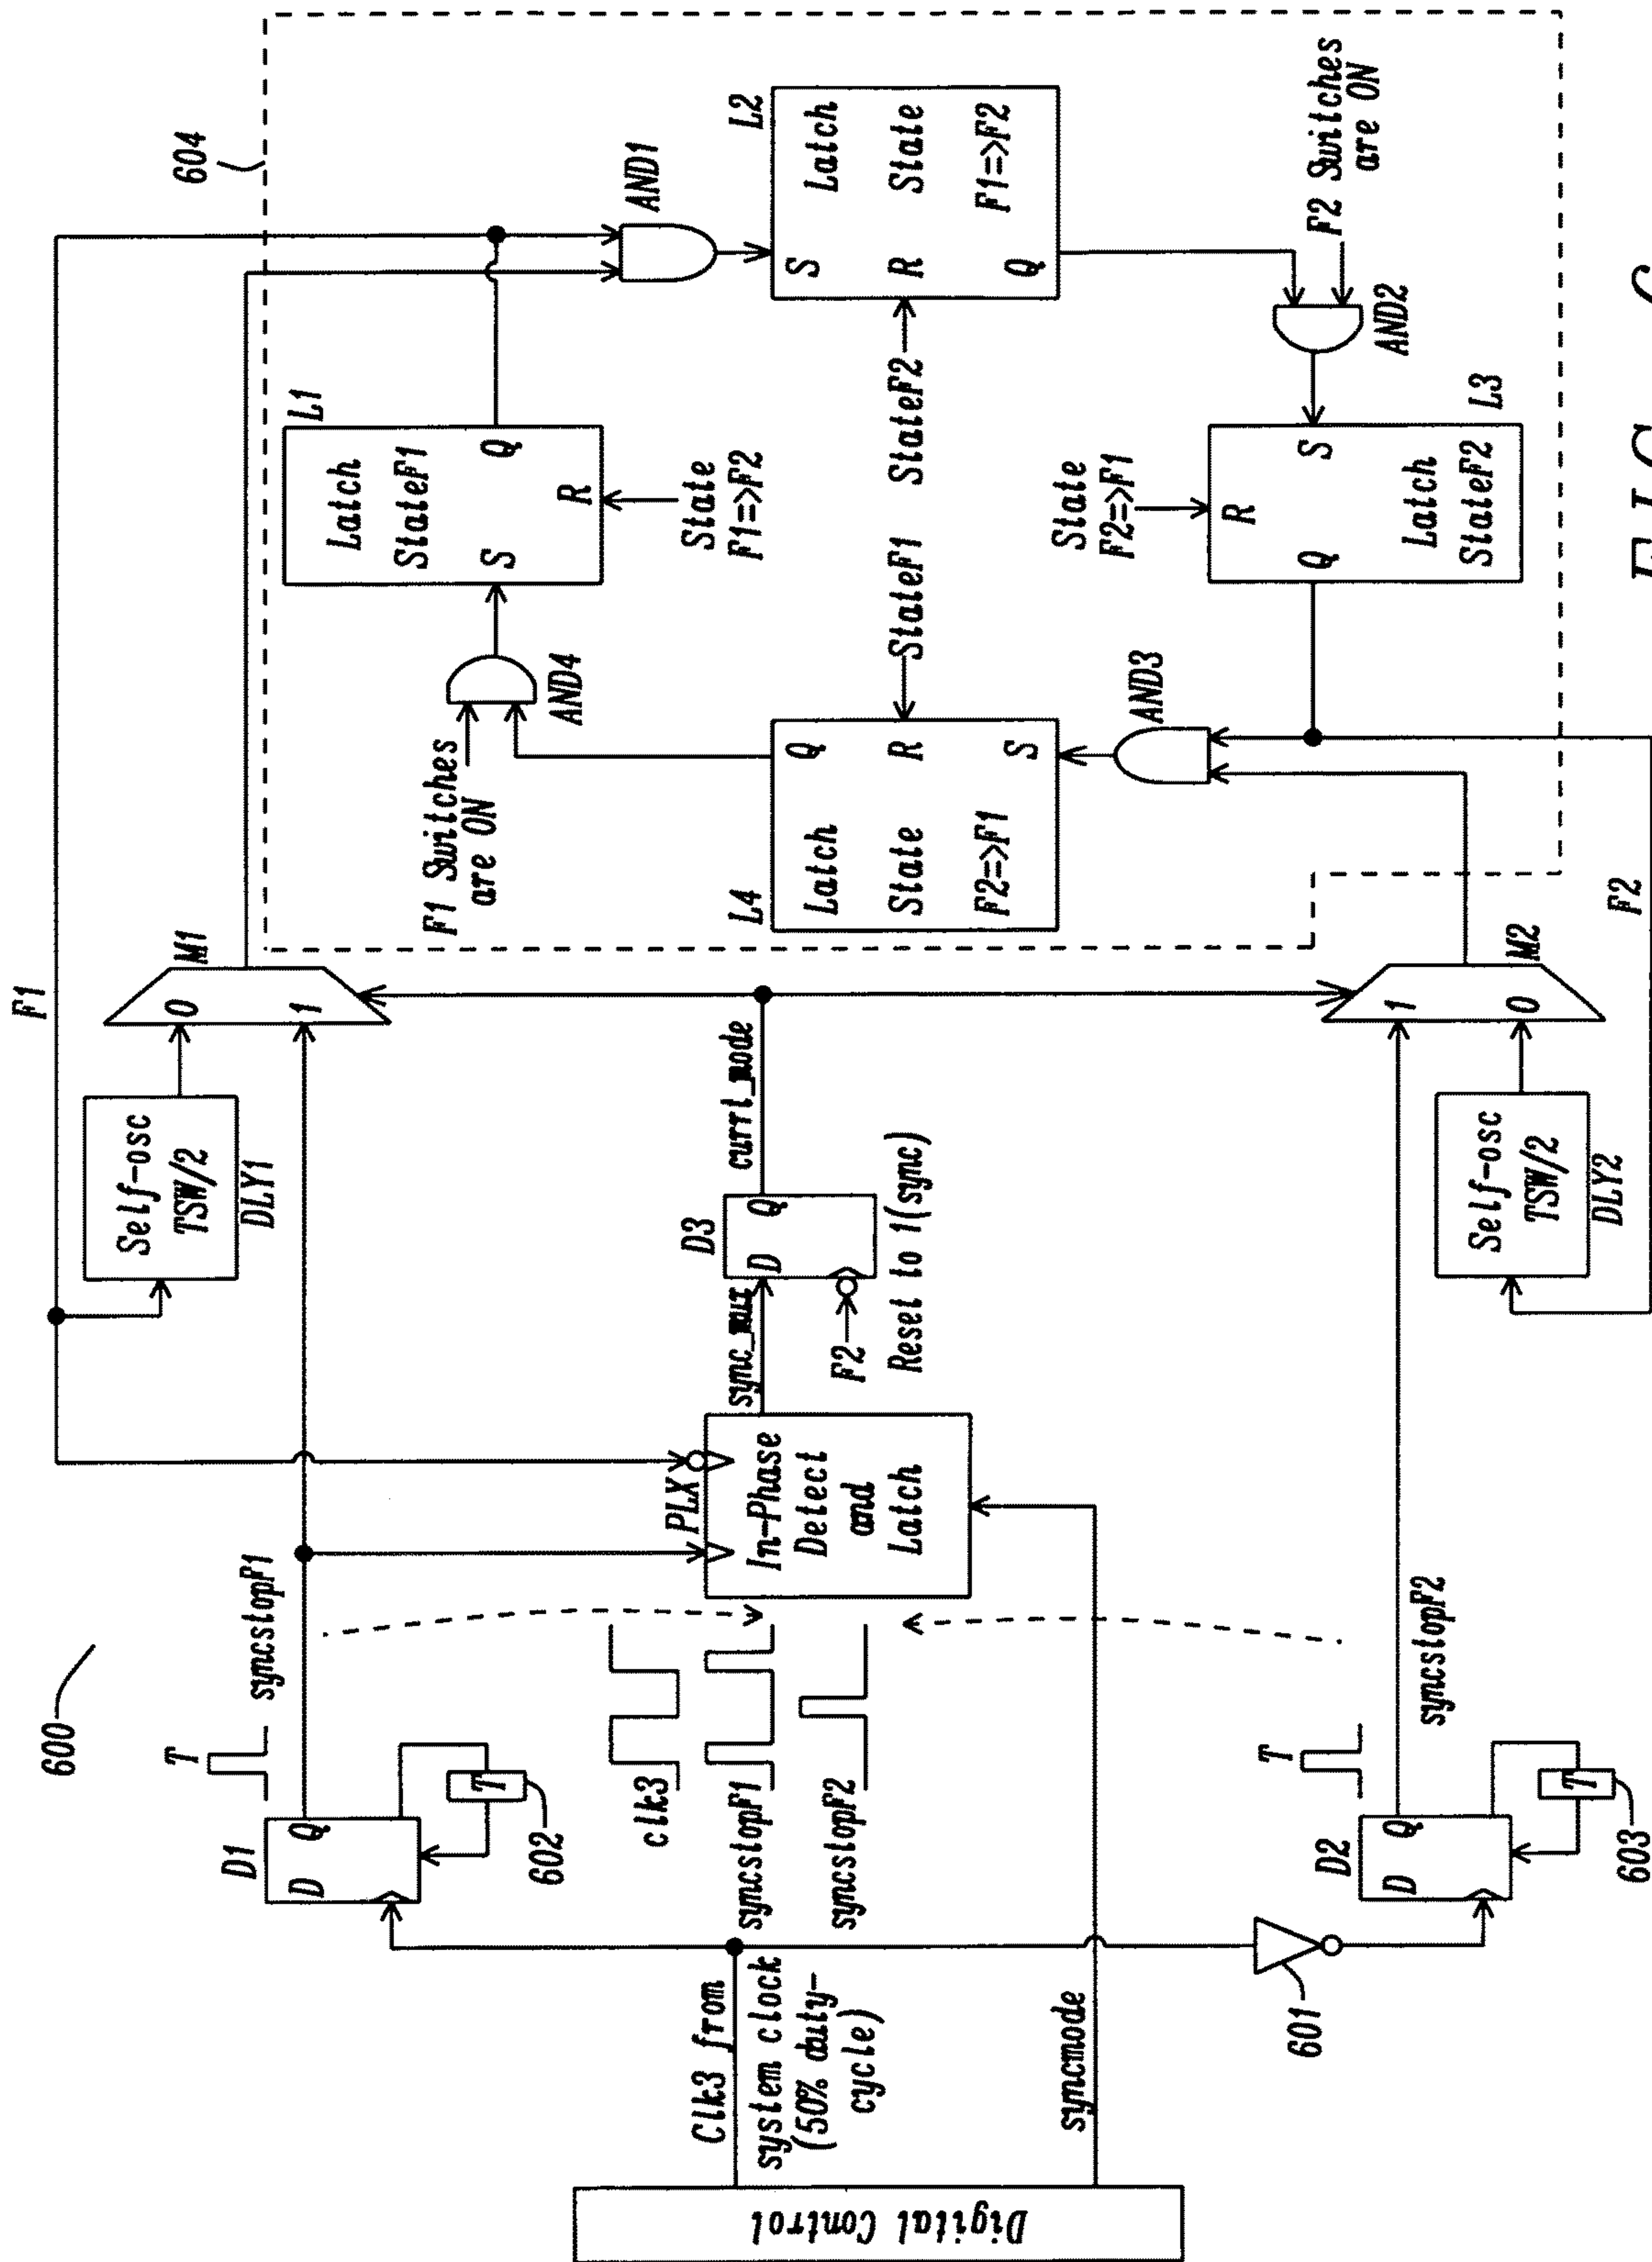 600
Digital Control
Clk3 from
system clock
(50% duty-
cycle)
syncmode
601
D1
D
Q
T
602
T
syncstopF1
clk3
syncstopF1
syncstopF2
D2
D
Q
T
603
T
syncstopF2
PLX
In-Phase
Detect
and
Latch
sync_mux
D3
D
Q
F2
Reset to 1(sync)
curr1_mode
F1
Self-osc
TSW/2
DLY1
0
1
M1
Self-osc
TSW/2
DLY2
1
0
M2
F2
604
F1 Switches
are ON
AND4
L1
Latch
StateF1
S
Q
R
State
F1=>F2
AND1
L2
Latch
State
F1=>F2
S
R
Q
StateF1
StateF2
L4
Latch
State
F2=>F1
Q
R
S
AND3
State
F2=>F1
R
Q
S
Latch
StateF2
L3
AND2
F2 Switches
are ON